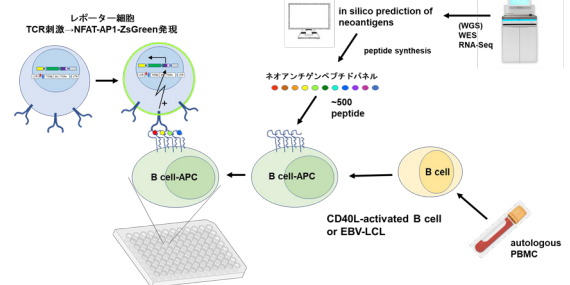 レポーター細胞
TCR刺激→NFAT-AP1-ZsGreen発現
in silico prediction of
neoantigens
(WGS)
WES
RNA-Seq
peptide synthesis
ネオアンチゲンペプチドパネル
~500
peptide
+
B cell-APC
B cell-APC
B cell
CD40L-activated B cell
or EBV-LCL
autologous
PBMC